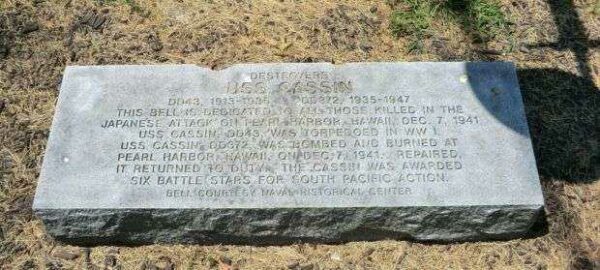 DESTROYERS
USS CASSIN
DD43, 1913-1935 DD372, 1935-1947
THIS BELL IS DEDICATED TO ALL THOSE KILLED IN THE
JAPANESE ATTACK ON PEARL HARBOR, HAWAII, DEC. 7, 1941
USS CASSIN, DD43, WAS TORPEDOED IN WW I.
USS CASSIN, DD372, WAS BOMBED AND BURNED AT
PEARL HARBOR, HAWAII, ON DEC. 7, 1941. REPAIRED,
IT RETURNED TO DUTY. THE CASSIN WAS AWARDED
SIX BATTLE STARS FOR SOUTH PACIFIC ACTION.
BELL COURTESY NAVAL HISTORICAL CENTER